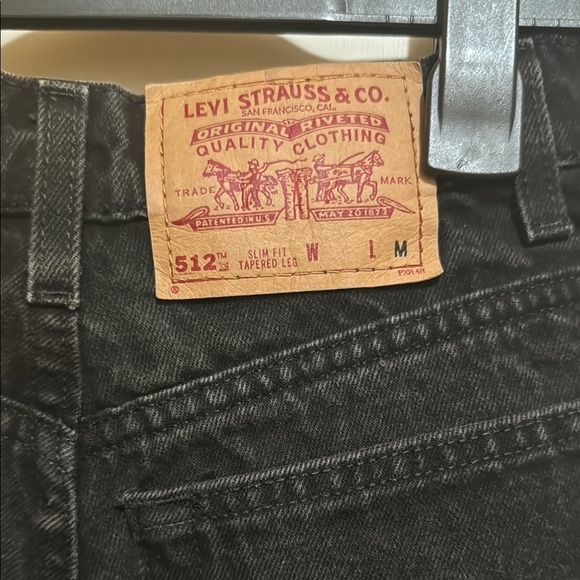 LEVI STRAUSS & CO.
SAN FRANCISCO, CAL.
ORIGINAL RIVETED
QUALITY CLOTHING
TRADE MARK
PATENTED IN U.S. MAY 20 1873
512™ SLIM FIT TAPERED LEG W L M
®